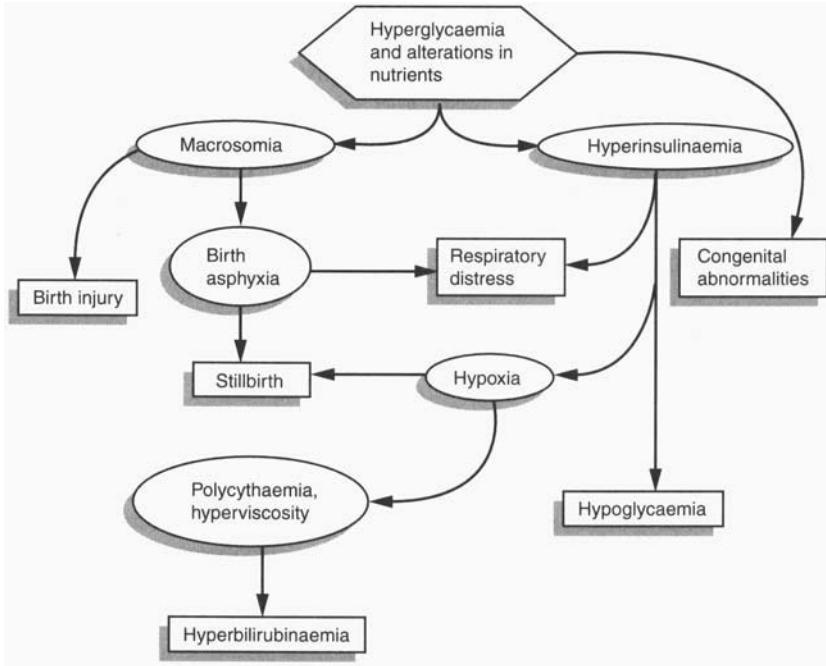 Hyperglycaemia
and alterations in
nutrients
Macrosomia
Hyperinsulinaemia
Birth
asphyxia
Respiratory
distress
Congenital
abnormalities
Birth injury
Stillbirth
Hypoxia
Polycythaemia,
hyperviscosity
Hypoglycaemia
Hyperbilirubinaemia